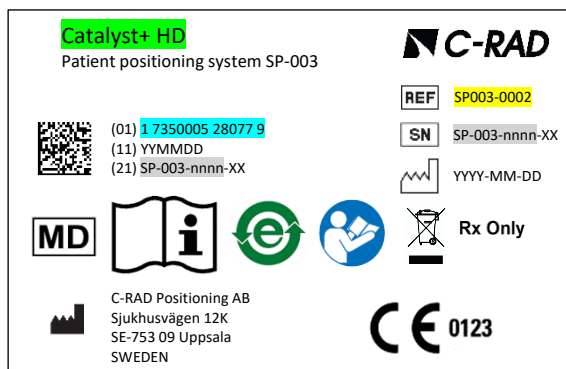 Catalyst+ HD
Patient positioning system SP-003
C-RAD
REF SP003-0002
SN SP-003-nnnn-XX
YYYY-MM-DD
(01) 1 7350005 28077 9
(11) YYMMDD
(21) SP-003-nnnn-XX
MD
i
e
Rx Only
C-RAD Positioning AB
Sjukhusvägen 12K
SE-753 09 Uppsala
SWEDEN
CE 0123